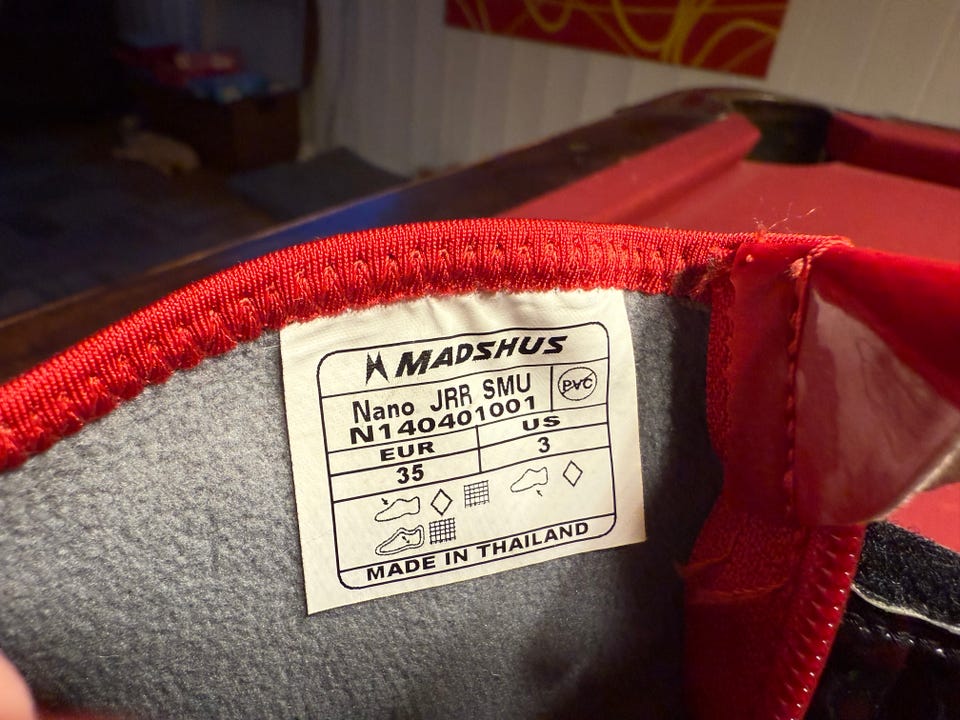 MADSHUS
Nano JRR SMU
PVC
N140401001
EUR
US
35
3
MADE IN THAILAND